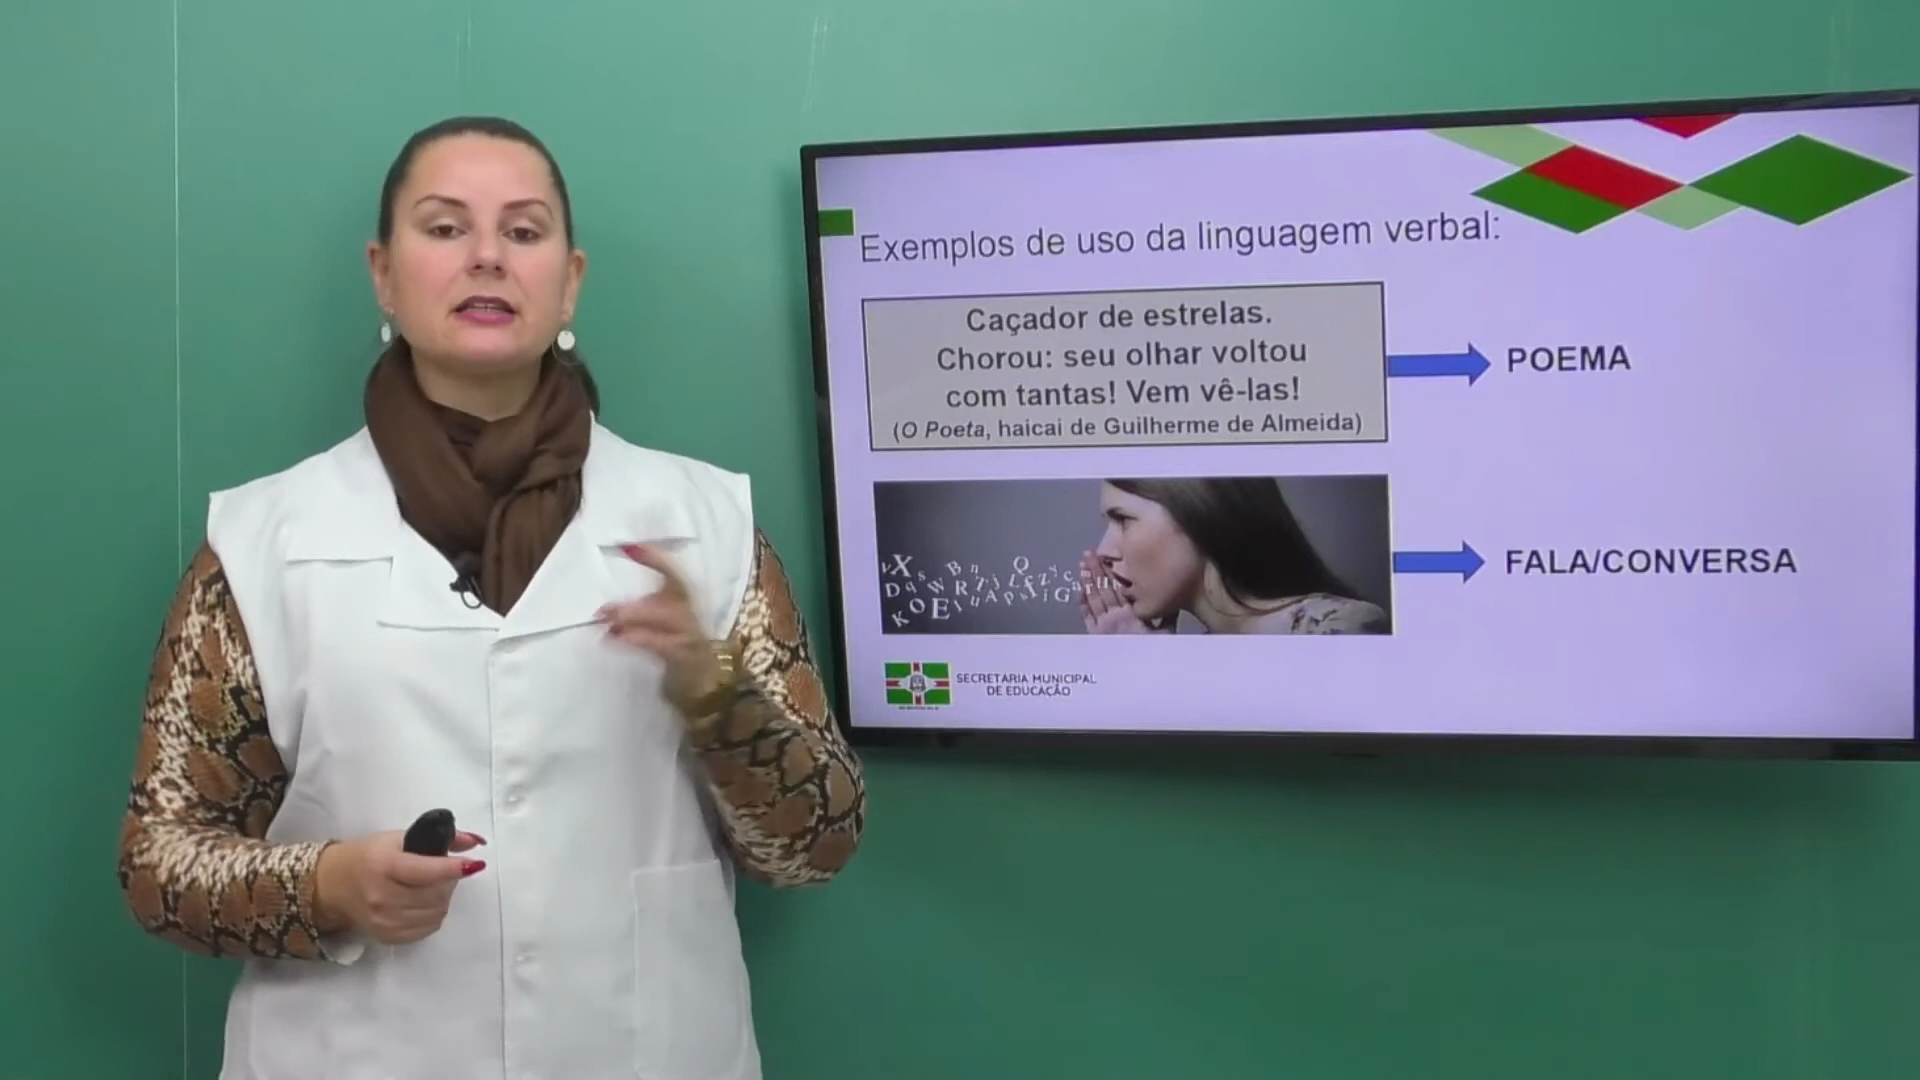 Exemplos de uso da linguagem verbal:
Caçador de estrelas.
Chorou: seu olhar voltou
com tantas! Vem vê-las!
(O Poeta, haicai de Guilherme de Almeida)
POEMA
FALA/CONVERSA
SECRETARIA MUNICIPAL
DE EDUCAÇÃO